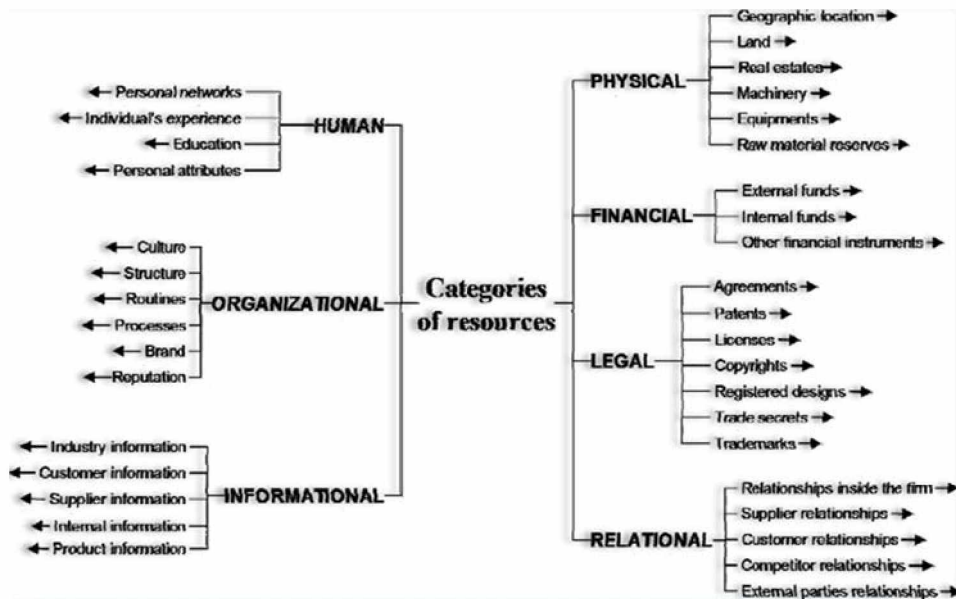 Categories
of resources
HUMAN
Personal networks
Individual's experience
Education
Personal attributes
ORGANIZATIONAL
Culture
Structure
Routines
Processes
Brand
Reputation
INFORMATIONAL
Industry information
Customer information
Supplier information
Internal information
Product information
PHYSICAL
Geographic location
Land
Real estates
Machinery
Equipments
Raw material reserves
FINANCIAL
External funds
Internal funds
Other financial instruments
LEGAL
Agreements
Patents
Licenses
Copyrights
Registered designs
Trade secrets
Trademarks
RELATIONAL
Relationships inside the firm
Supplier relationships
Customer relationships
Competitor relationships
External parties relationships